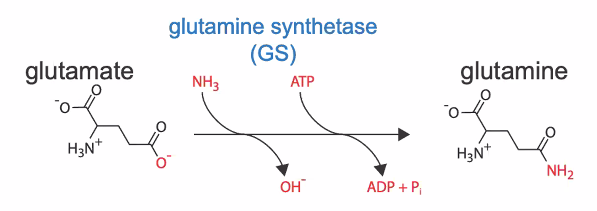 glutamine synthetase
(GS)
glutamate
NH₃
ATP
glutamine
⁻O
O
H₃N⁺
O
O⁻
OH⁻
ADP + Pᵢ
⁻O
O
H₃N⁺
O
NH₂